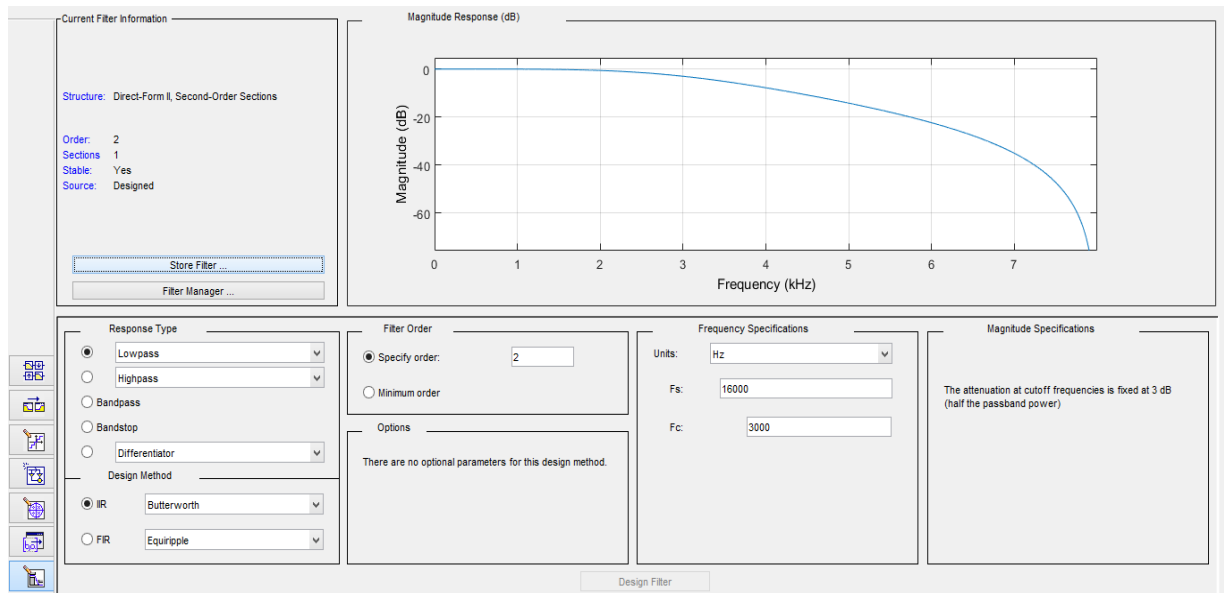 Current Filter Information
Structure: Direct-Form II, Second-Order Sections
Order: 2
Sections 1
Stable: Yes
Source: Designed
Store Filter ...
Filter Manager ...
Magnitude Response (dB)
Magnitude (dB)
0
-20
-40
-60
0 1 2 3 4 5 6 7
Frequency (kHz)
Response Type
Lowpass
Highpass
Bandpass
Bandstop
Differentiator
Design Method
IIR Butterworth
FIR Equiripple
Filter Order
Specify order: 2
Minimum order
Options
There are no optional parameters for this design method.
Frequency Specifications
Units: Hz
Fs: 16000
Fc: 3000
Magnitude Specifications
The attenuation at cutoff frequencies is fixed at 3 dB
(half the passband power)
Design Filter